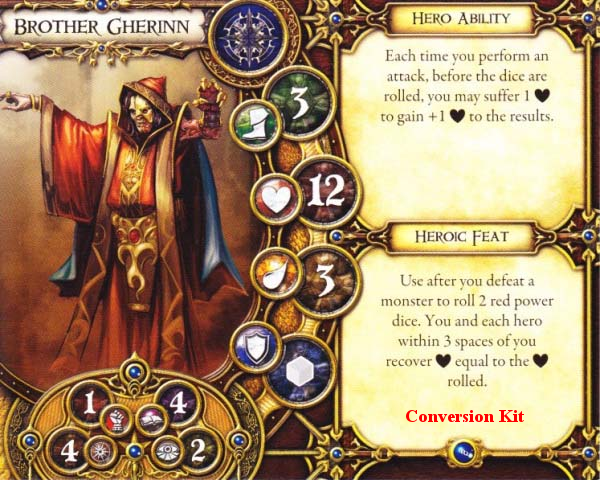 BROTHER GHERINN
3
12
3
1
4
4
2
HERO ABILITY
Each time you perform an
attack, before the dice are
rolled, you may suffer 1 ♥
to gain +1 ♥ to the results.
HEROIC FEAT
Use after you defeat a
monster to roll 2 red power
dice. You and each hero
within 3 spaces of you
recover ♥ equal to the ♥
rolled.
Conversion Kit